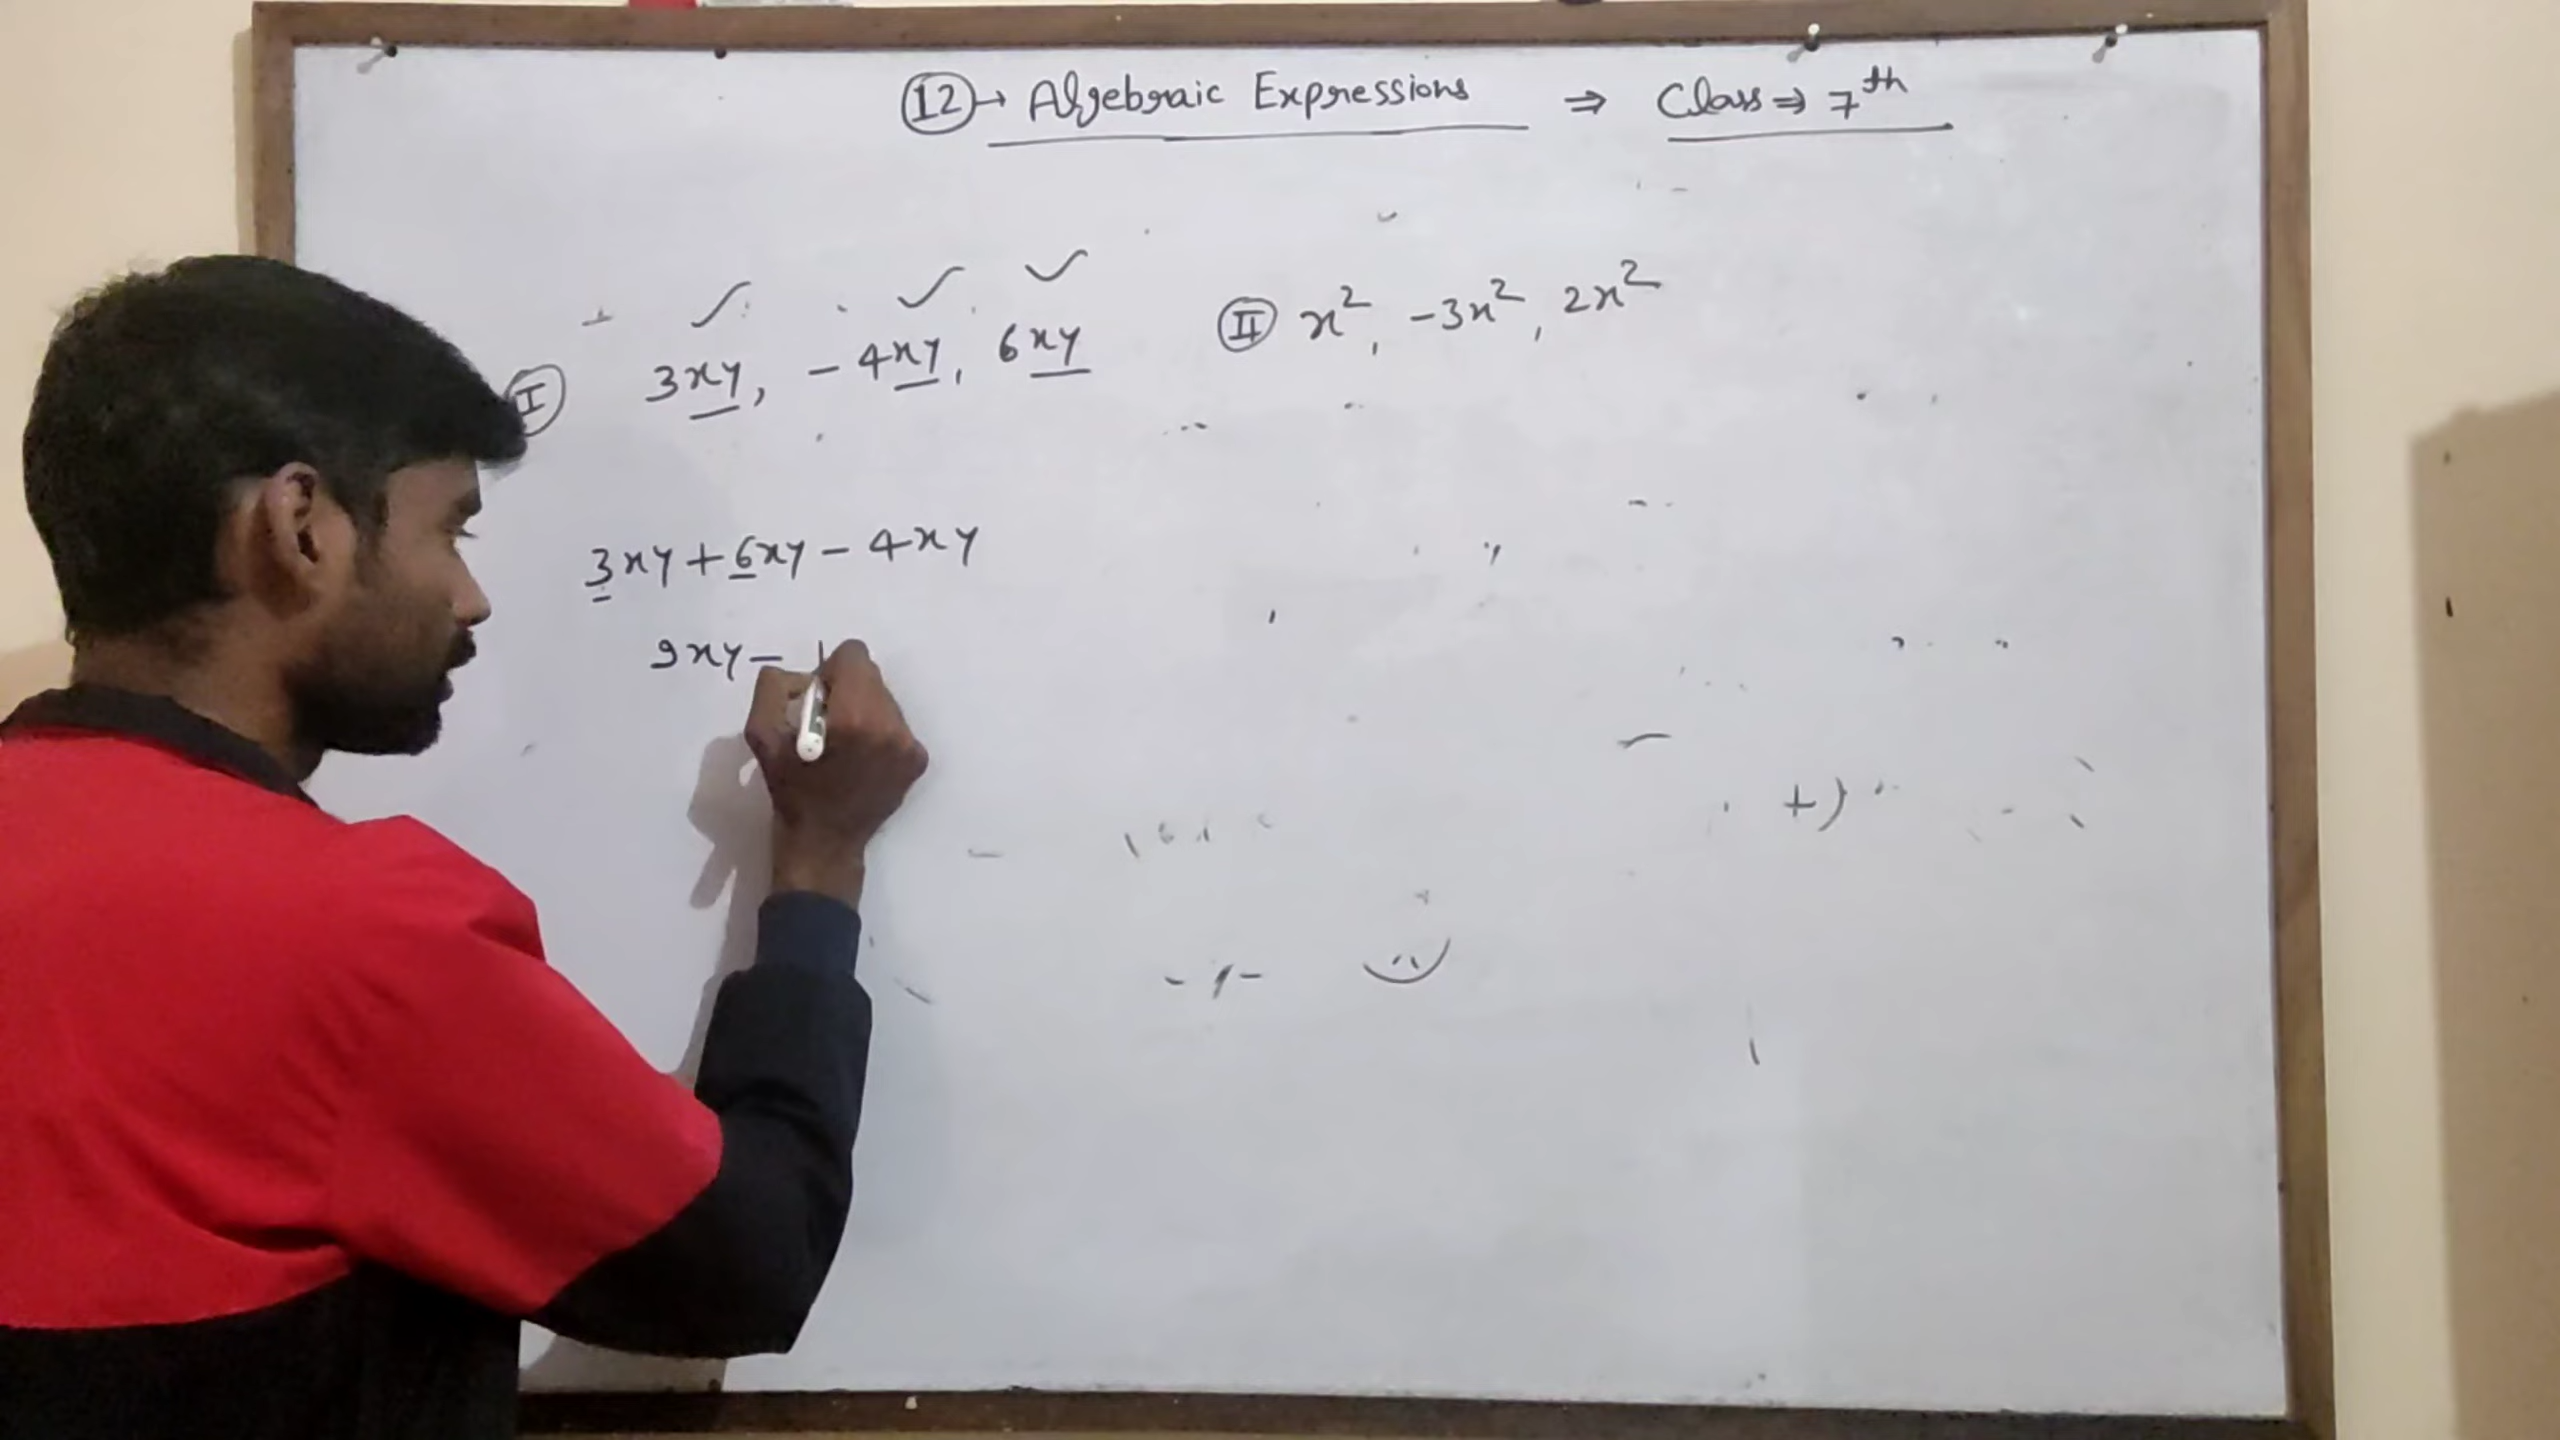 12 → Algebraic Expressions ⇒ Class ⇒ 7th
I 3xy, - 4xy, 6xy
II x², -3x², 2x²
3xy + 6xy - 4xy
9xy -